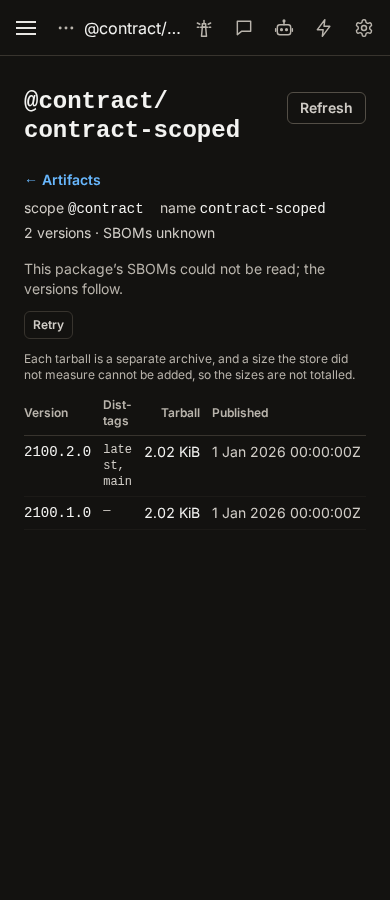 ··· @contract/...
@contract/
contract-scoped
Refresh
← Artifacts
scope @contract name contract-scoped
2 versions · SBOMs unknown
This package’s SBOMs could not be read; the
versions follow.
Retry
Each tarball is a separate archive, and a size the store did
not measure cannot be added, so the sizes are not totalled.
Version Dist-
tags Tarball Published
2100.2.0 late
st,
main 2.02 KiB 1 Jan 2026 00:00:00Z
2100.1.0 — 2.02 KiB 1 Jan 2026 00:00:00Z